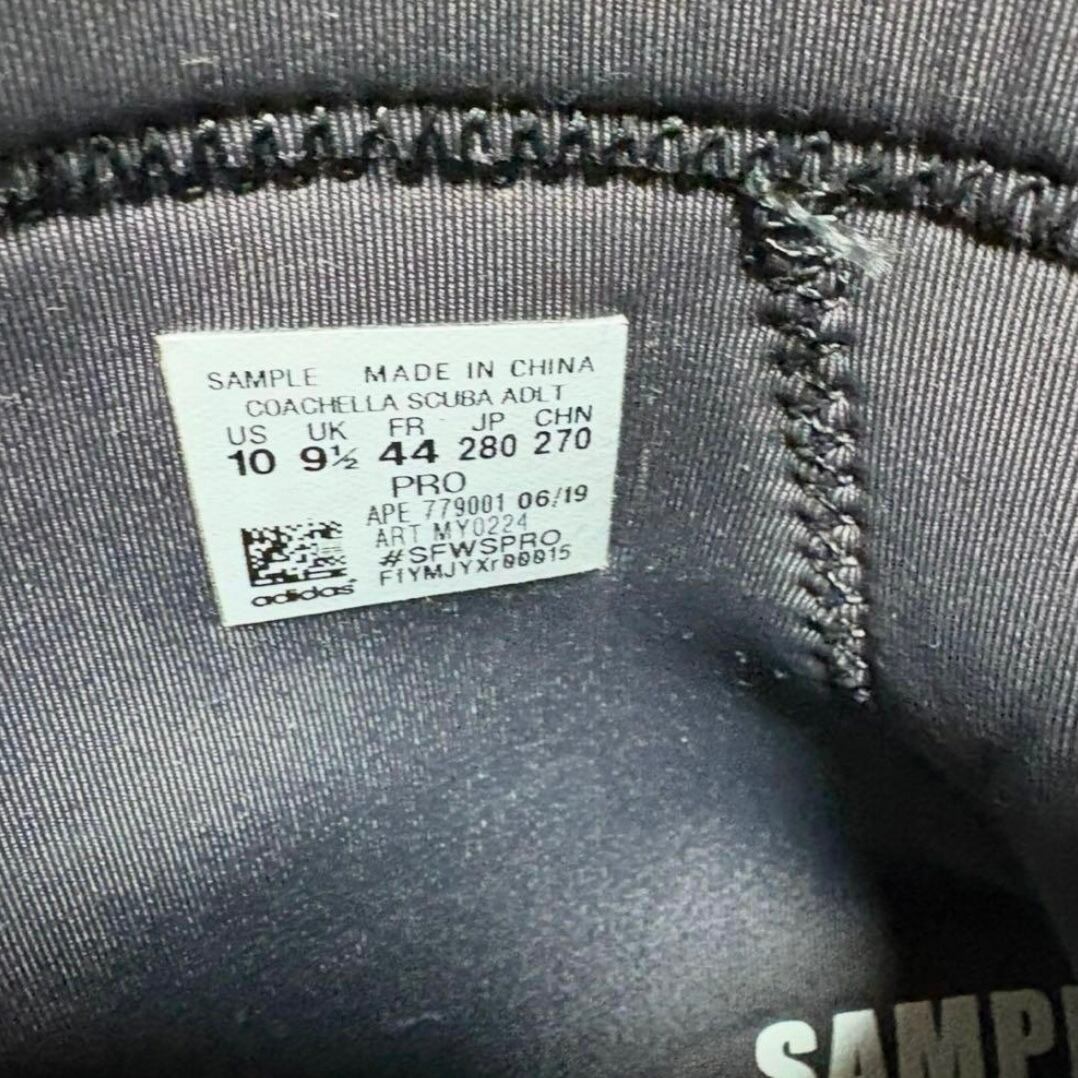 SAMPLE MADE IN CHINA
COACHELLA SCUBA ADLT
US UK FR JP CHN
10 9½ 44 280 270
PRO
APE 779001 06/19
ART MY0224
#SFWSPRO
F1YMJYXr00015
adidas
SAMPL